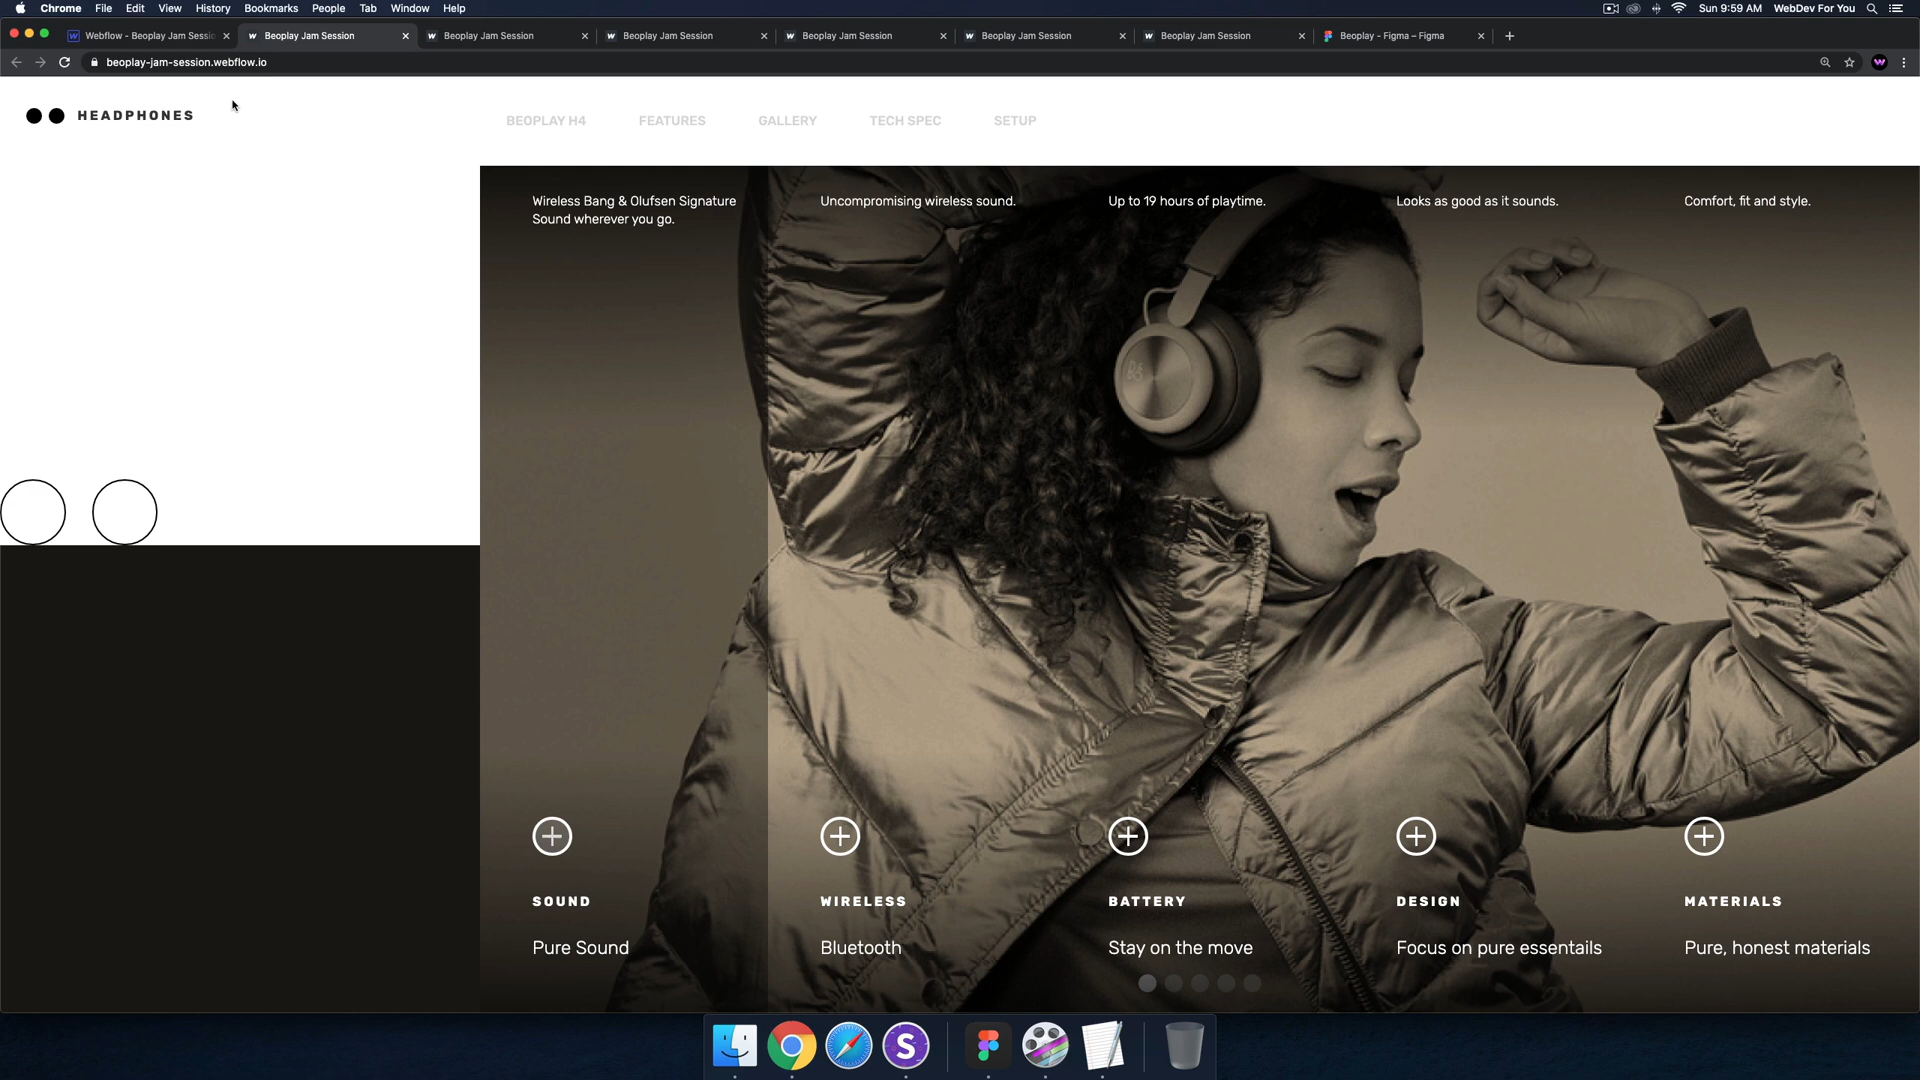 Chrome File Edit View History Bookmarks People Tab Window Help
Sun 9:59 AM WebDev For You
Webflow - Beoplay Jam Sessi
Beoplay Jam Session
Beoplay Jam Session
Beoplay Jam Session
Beoplay Jam Session
Beoplay Jam Session
Beoplay Jam Session
Beoplay - Figma – Figma
beoplay-jam-session.webflow.io
HEADPHONES
BEOPLAY H4 FEATURES GALLERY TECH SPEC SETUP
Wireless Bang & Olufsen Signature
Sound wherever you go.
Uncompromising wireless sound.
Up to 19 hours of playtime.
Looks as good as it sounds.
Comfort, fit and style.
SOUND
Pure Sound
WIRELESS
Bluetooth
BATTERY
Stay on the move
DESIGN
Focus on pure essentails
MATERIALS
Pure, honest materials